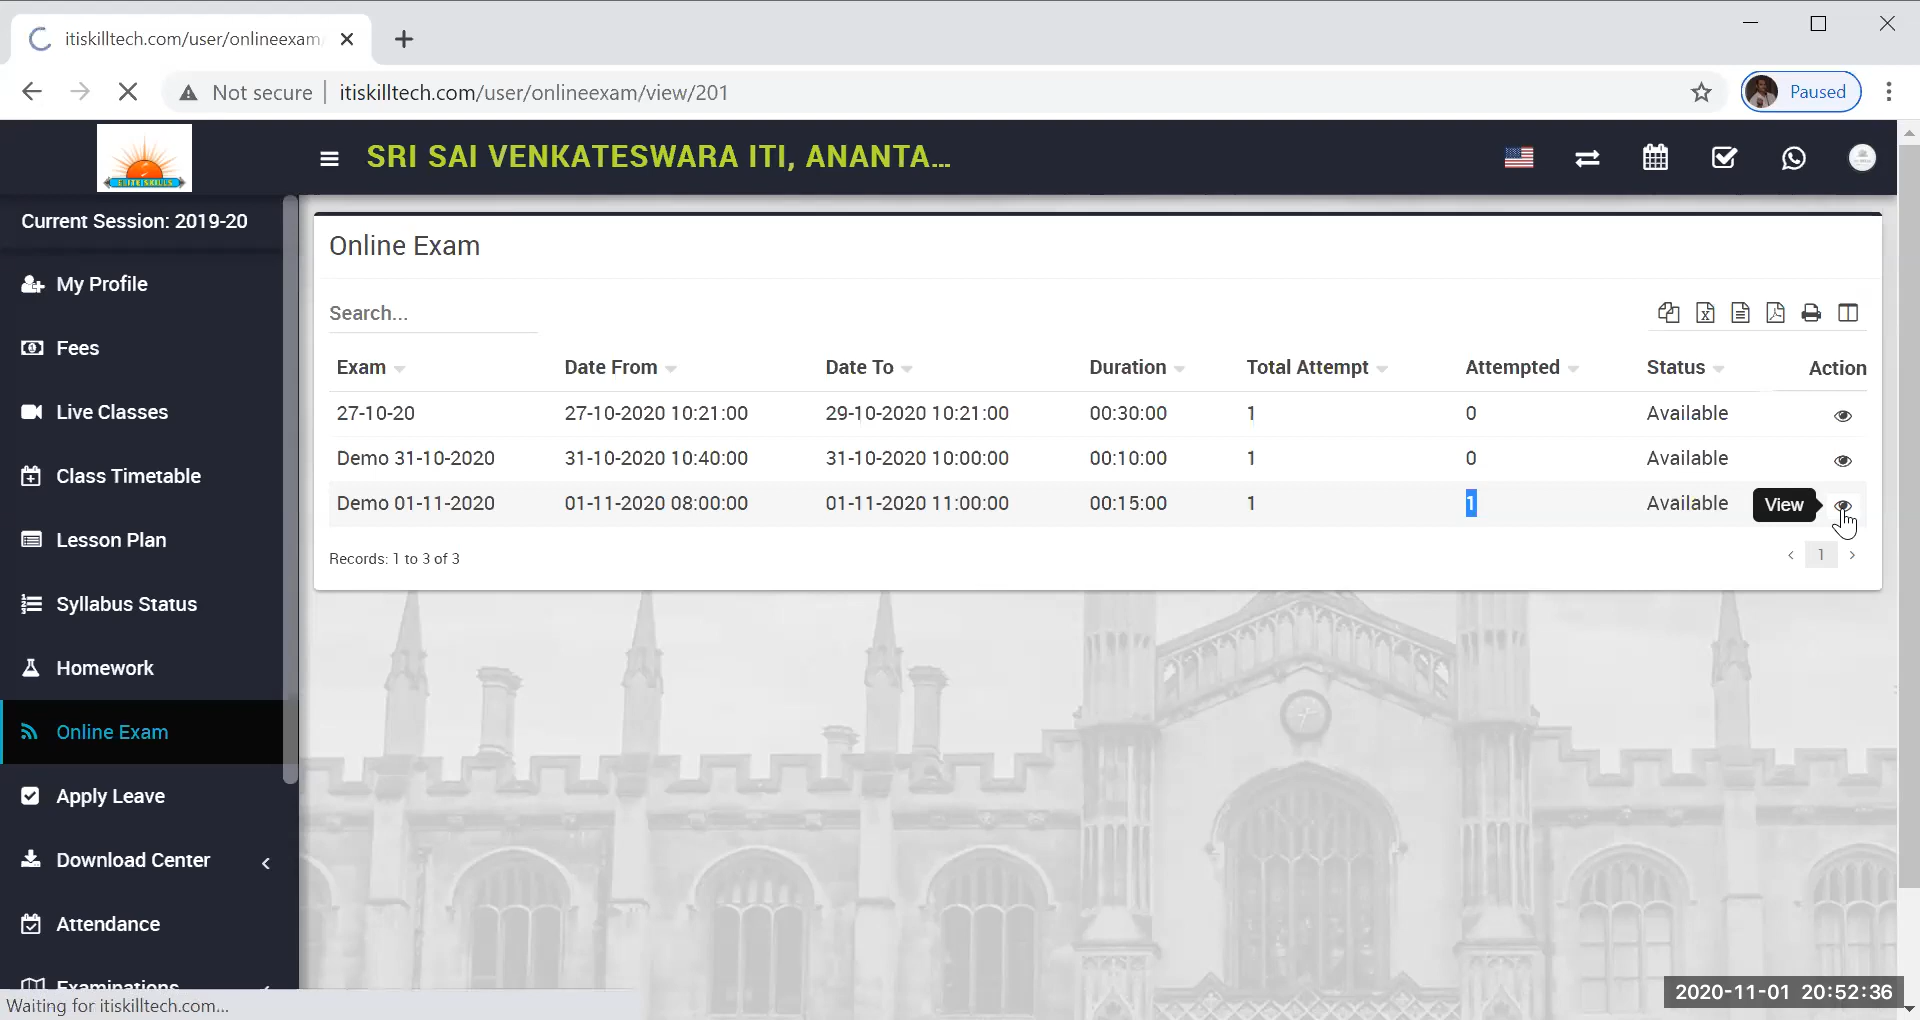 itiskilltech.com/user/onlineexam
Not secure itiskilltech.com/user/onlineexam/view/201
Paused
SRI SAI VENKATESWARA ITI, ANANTA...
Current Session: 2019-20
My Profile
Fees
Live Classes
Class Timetable
Lesson Plan
Syllabus Status
Homework
Online Exam
Apply Leave
Download Center
Attendance
Examinations
Waiting for itiskilltech.com...
Online Exam
Search...
Exam Date From Date To Duration Total Attempt Attempted Status Action
27-10-20 27-10-2020 10:21:00 29-10-2020 10:21:00 00:30:00 1 0 Available
Demo 31-10-2020 31-10-2020 10:40:00 31-10-2020 10:00:00 00:10:00 1 0 Available
Demo 01-11-2020 01-11-2020 08:00:00 01-11-2020 11:00:00 00:15:00 1 1 Available View
Records: 1 to 3 of 3 1
2020-11-01 20:52:36